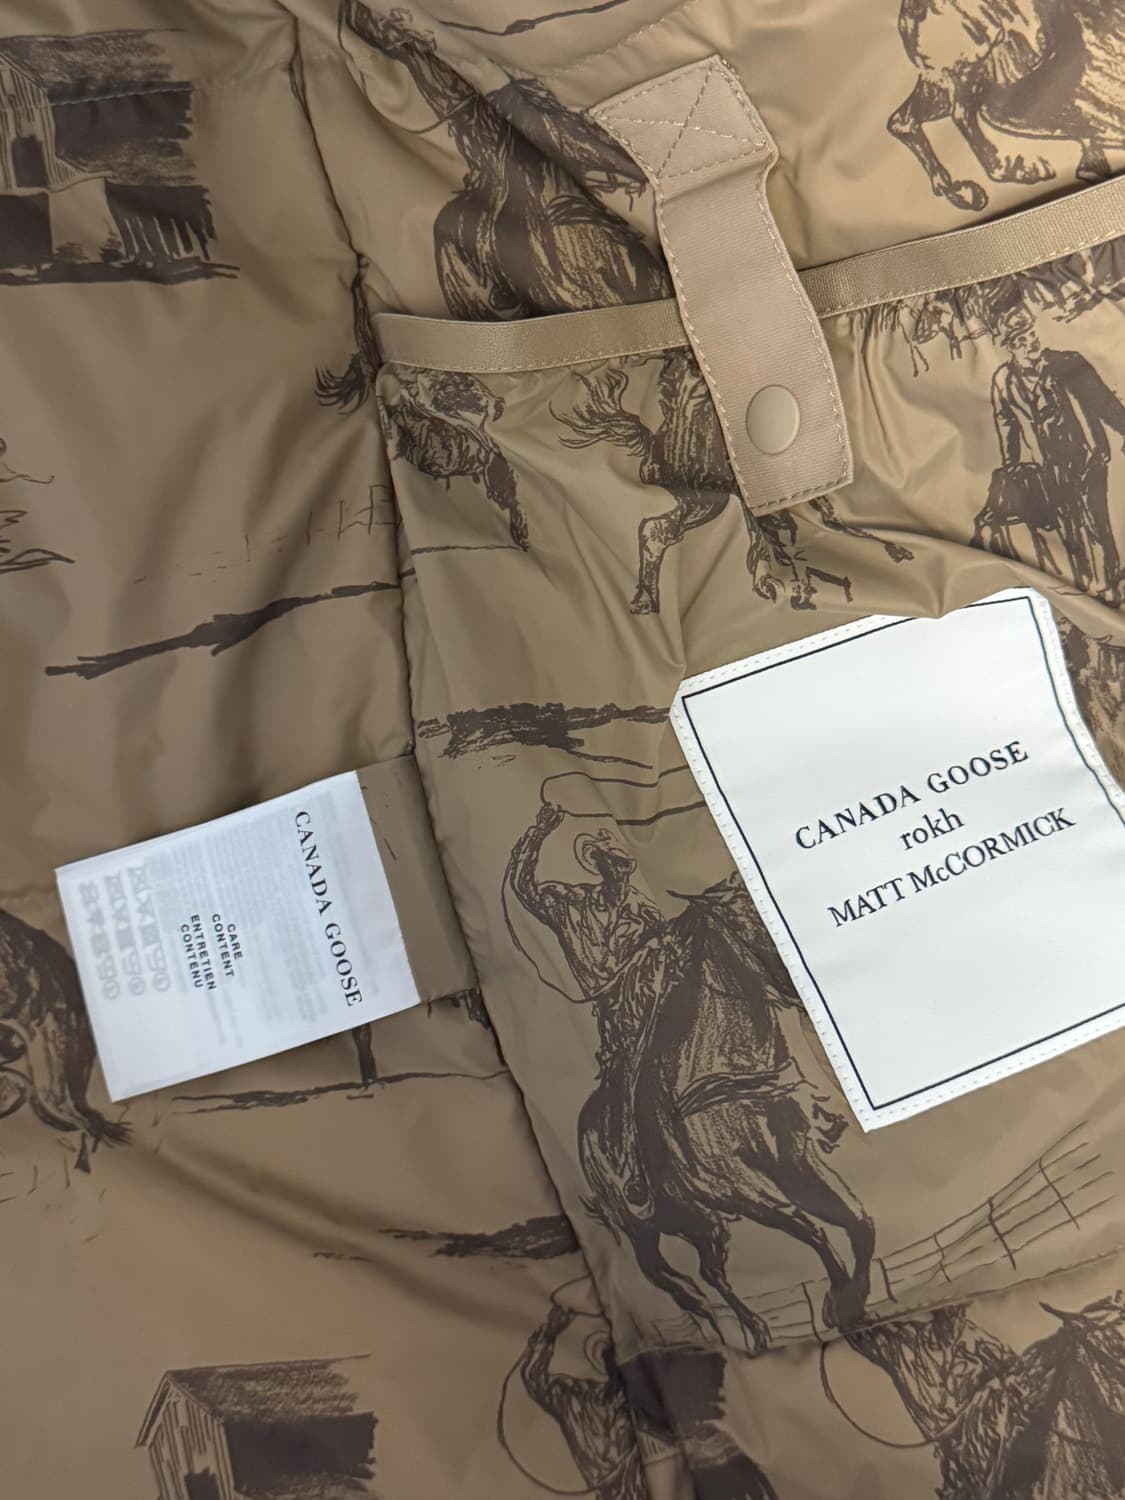 CANADA GOOSE
rokh
MATT McCORMICK
CANADA GOOSE
CARE
CONTENT
ENTRETIEN
CONTENU